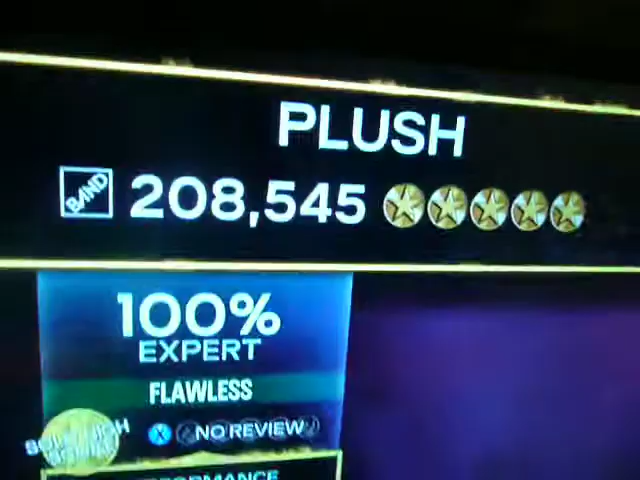 PLUSH
BAND 208,545
100%
EXPERT
FLAWLESS
X NO REVIEW